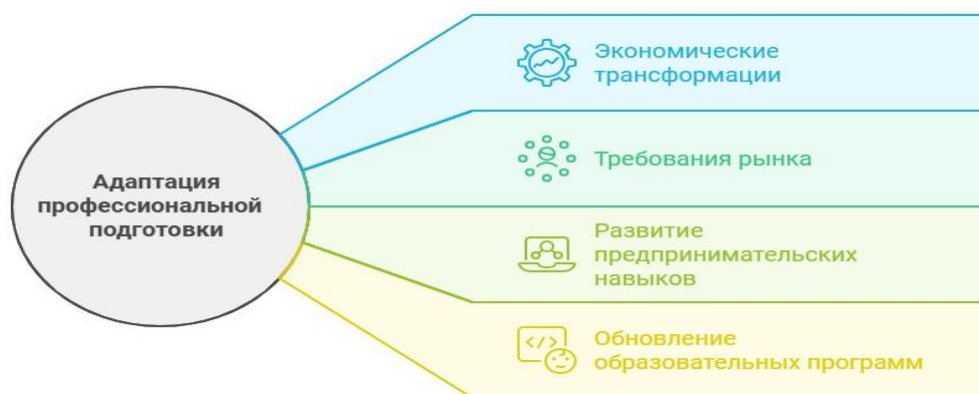 Адаптация
профессиональной
подготовки
Экономические
трансформации
Требования рынка
Развитие
предпринимательских
навыков
Обновление
образовательных программ